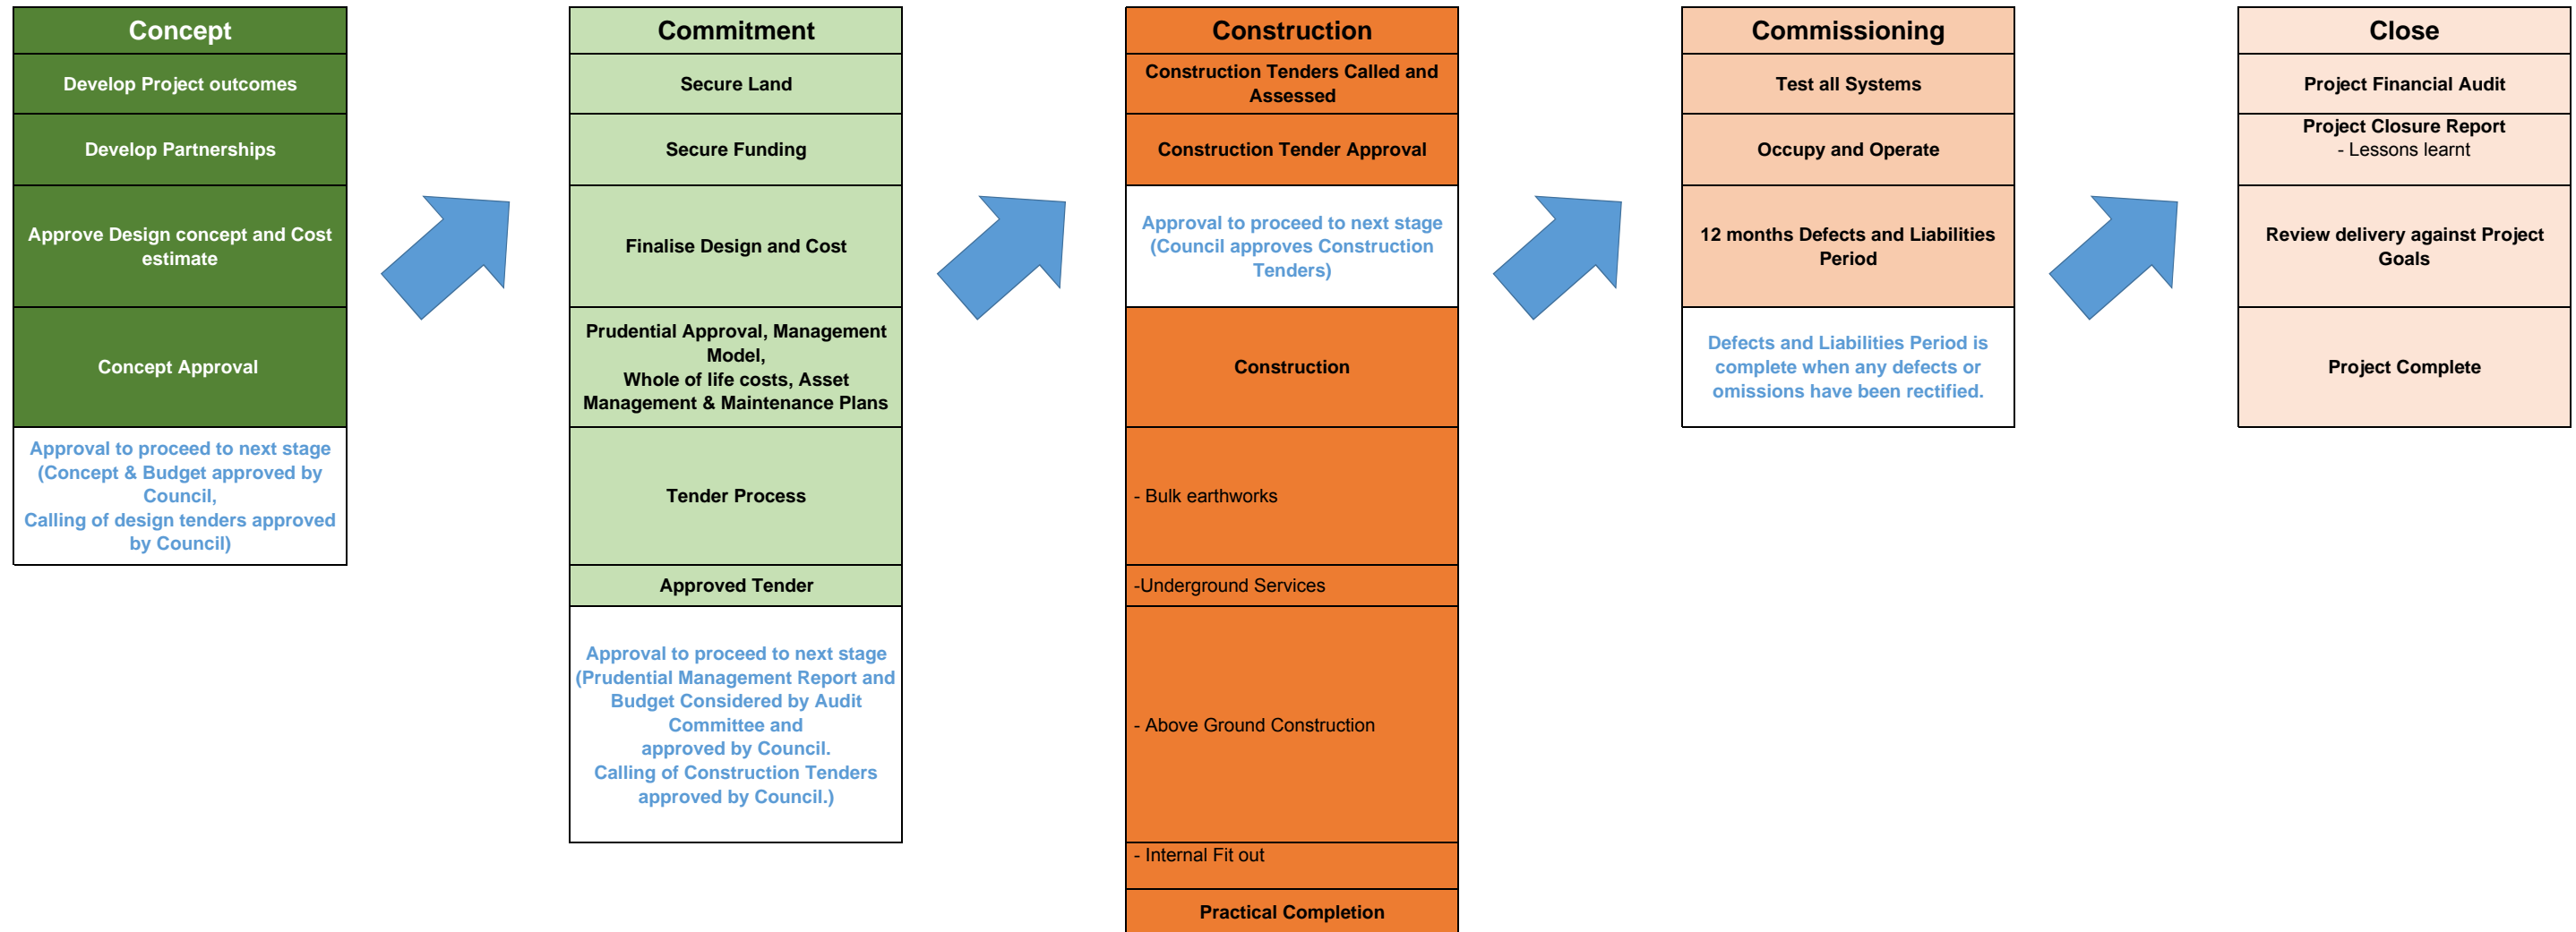 Concept
Develop Project outcomes
Develop Partnerships
Approve Design concept and Cost
estimate
Concept Approval
Approval to proceed to next stage
(Concept & Budget approved by
Council,
Calling of design tenders approved
by Council)
Commitment
Secure Land
Secure Funding
Finalise Design and Cost
Prudential Approval, Management
Model,
Whole of life costs, Asset
Management & Maintenance Plans
Tender Process
Approved Tender
Approval to proceed to next stage
(Prudential Management Report and
Budget Considered by Audit
Committee and
approved by Council.
Calling of Construction Tenders
approved by Council.)
Construction
Construction Tenders Called and
Assessed
Construction Tender Approval
Approval to proceed to next stage
(Council approves Construction
Tenders)
Construction
- Bulk earthworks
-Underground Services
- Above Ground Construction
- Internal Fit out
Practical Completion
Commissioning
Test all Systems
Occupy and Operate
12 months Defects and Liabilities
Period
Defects and Liabilities Period is
complete when any defects or
omissions have been rectified.
Close
Project Financial Audit
Project Closure Report
- Lessons learnt
Review delivery against Project
Goals
Project Complete